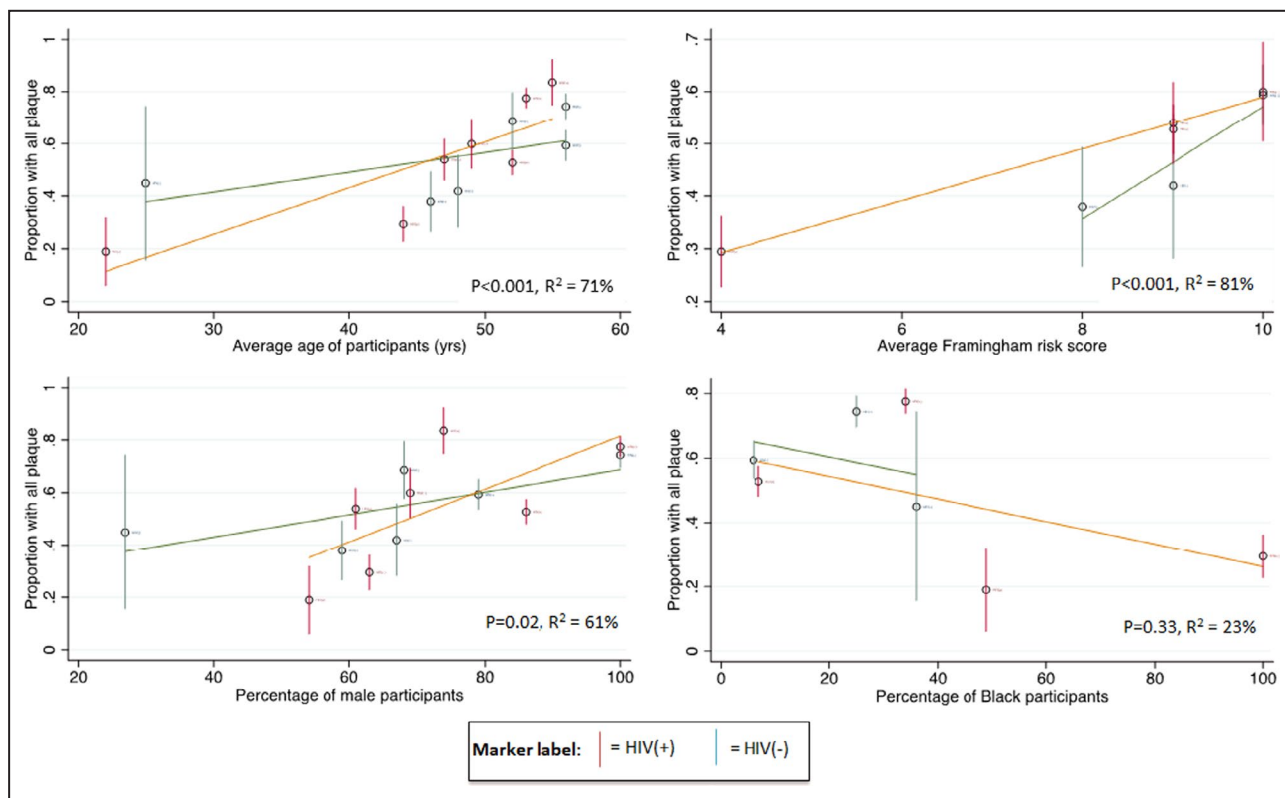 1
.8
.6
.4
.2
0
Proportion with all plaque
P<0.001, R² = 71%
20 30 40 50 60
Average age of participants (yrs)
.7
.6
.5
.4
.3
.2
Proportion with all plaque
P<0.001, R² = 81%
4 6 8 10
Average Framingham risk score
1
.8
.6
.4
.2
0
Proportion with all plaque
P=0.02, R² = 61%
20 40 60 80 100
Percentage of male participants
.8
.6
.4
.2
0
Proportion with all plaque
P=0.33, R² = 23%
0 20 40 60 80 100
Percentage of Black participants
Marker label: = HIV(+) = HIV(-)